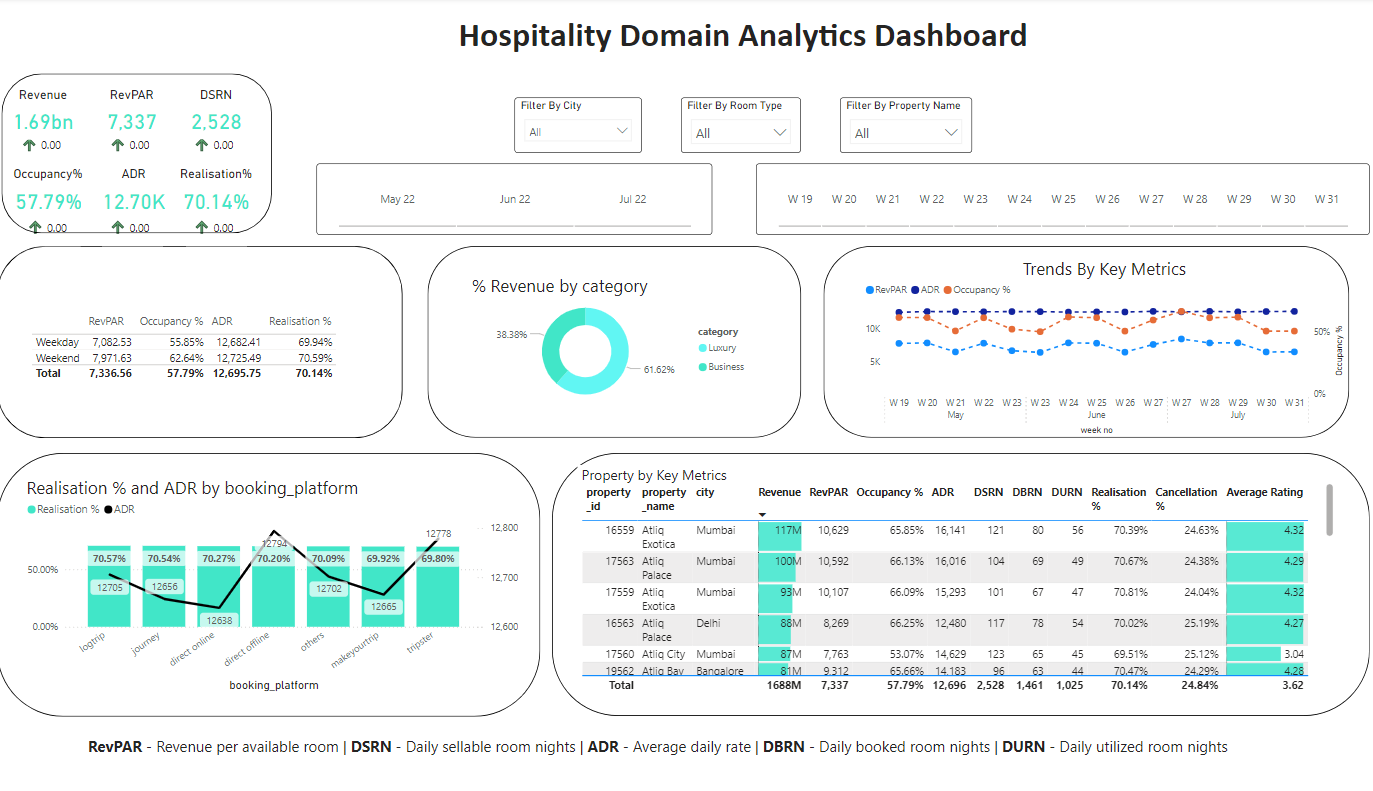 Hospitality Domain Analytics Dashboard
Revenue RevPAR DSRN
1.69bn 7,337 2,528
0.00 0.00 0.00
Occupancy% ADR Realisation%
57.79% 12.70K 70.14%
0.00 0.00 0.00
Filter By City
All
Filter By Room Type
All
Filter By Property Name
All
May 22 Jun 22 Jul 22
W 19 W 20 W 21 W 22 W 23 W 24 W 25 W 26 W 27 W 28 W 29 W 30 W 31
RevPAR Occupancy % ADR Realisation %
Weekday 7,082.53 55.85% 12,682.41 69.94%
Weekend 7,971.63 62.64% 12,725.49 70.59%
Total 7,336.56 57.79% 12,695.75 70.14%
% Revenue by category
38.38%
61.62%
category
Luxury
Business
Trends By Key Metrics
RevPAR ADR Occupancy %
10K
5K
50%
0%
Occupancy %
W 19 W 20 W 21 W 22 W 23 W 23 W 24 W 25 W 26 W 27 W 27 W 28 W 29 W 30 W 31
May June July
week no
Realisation % and ADR by booking_platform
Realisation % ADR
50.00%
0.00%
12,800
12,700
12,600
70.57% 70.54% 70.27% 70.20% 70.09% 69.92% 69.80%
12705 12656 12638 12794 12702 12665 12778
logtrip journey direct online direct offline others makeyourtrip tripster
booking_platform
Property by Key Metrics
property city Revenue RevPAR Occupancy % ADR DSRN DBRN DURN Realisation Cancellation Average Rating
_id property
_name % %
16559 Atliq Mumbai 117M 10,629 65.85% 16,141 121 80 56 70.39% 24.63% 4.32
Exotica
17563 Atliq Mumbai 100M 10,592 66.13% 16,016 104 69 49 70.67% 24.38% 4.29
Palace
17559 Atliq Mumbai 93M 10,107 66.09% 15,293 101 67 47 70.81% 24.04% 4.32
Exotica
16563 Atliq Delhi 88M 8,269 66.25% 12,480 117 78 54 70.02% 25.19% 4.27
Palace
17560 Atliq City Mumbai 87M 7,763 53.07% 14,629 123 65 45 69.51% 25.12% 3.04
19562 Atliq Bay Bangalore 81M 9,312 65.66% 14,183 96 63 44 70.47% 24.29% 4.28
Total 1688M 7,337 57.79% 12,696 2,528 1,461 1,025 70.14% 24.84% 3.62
RevPAR - Revenue per available room | DSRN - Daily sellable room nights | ADR - Average daily rate | DBRN - Daily booked room nights | DURN - Daily utilized room nights